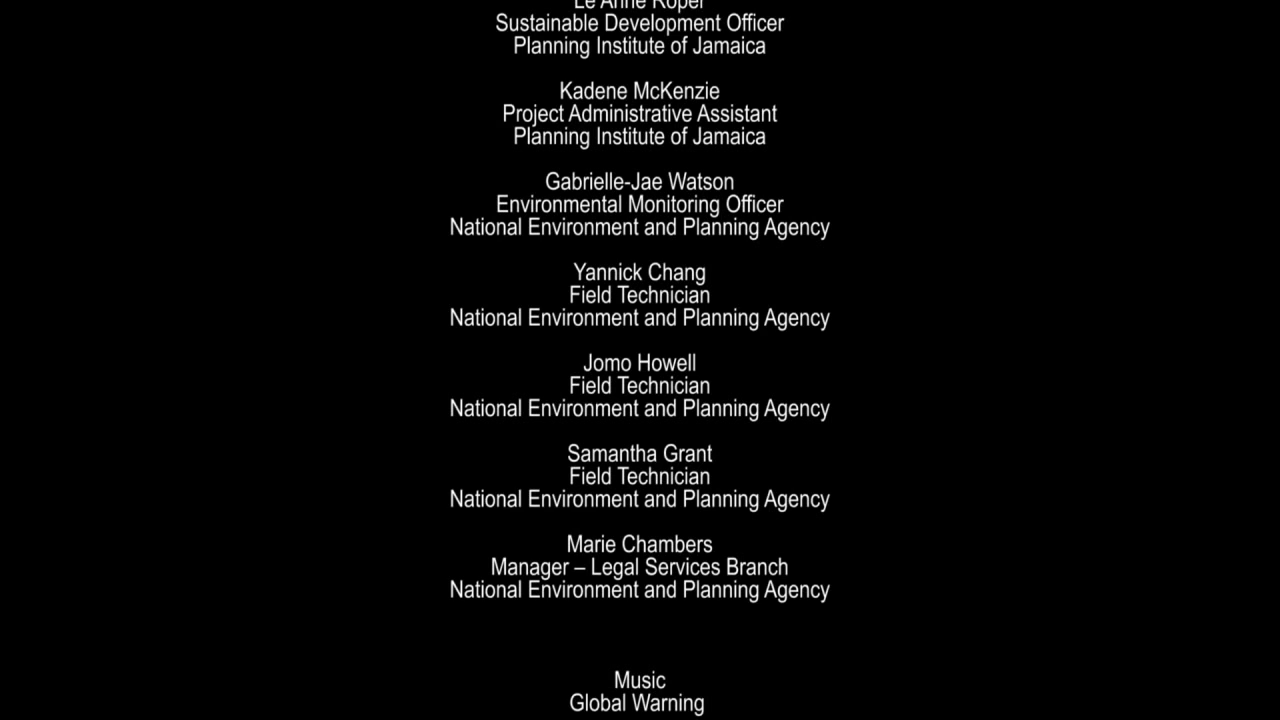 Le Anne Roper
Sustainable Development Officer
Planning Institute of Jamaica
Kadene McKenzie
Project Administrative Assistant
Planning Institute of Jamaica
Gabrielle-Jae Watson
Environmental Monitoring Officer
National Environment and Planning Agency
Yannick Chang
Field Technician
National Environment and Planning Agency
Jomo Howell
Field Technician
National Environment and Planning Agency
Samantha Grant
Field Technician
National Environment and Planning Agency
Marie Chambers
Manager – Legal Services Branch
National Environment and Planning Agency
Music
Global Warning